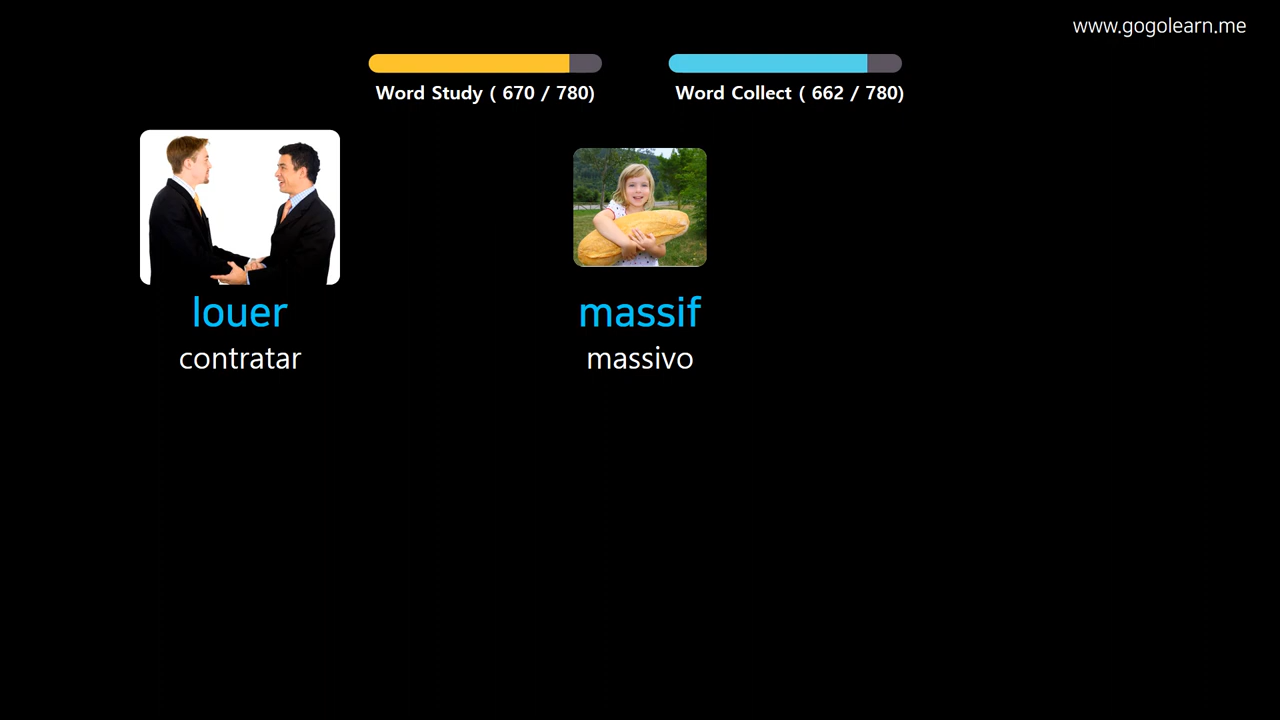 www.gogolearn.me
Word Study ( 670 / 780)
Word Collect ( 662 / 780)
louer
massif
contratar
massivo